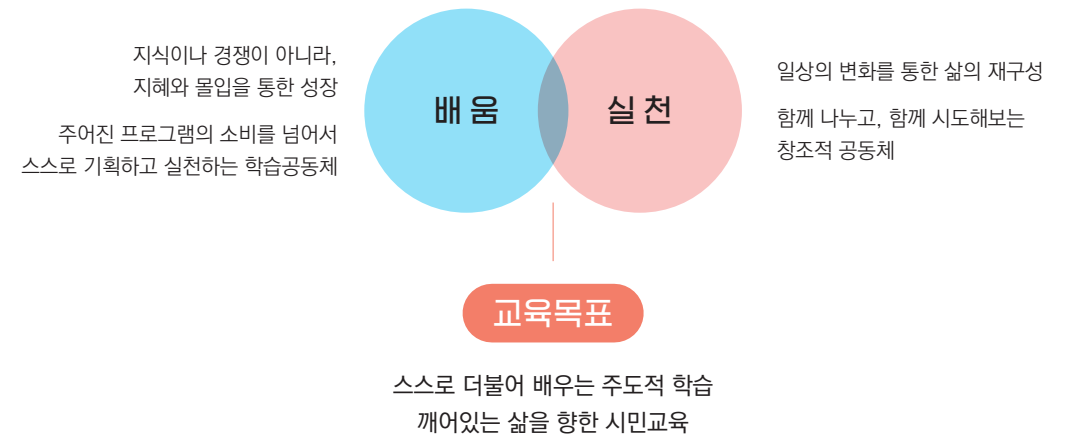 지식이나 경쟁이 아니라,
지혜와 몰입을 통한 성장
주어진 프로그램의 소비를 넘어서
스스로 기획하고 실천하는 학습공동체
배움
실천
일상의 변화를 통한 삶의 재구성
함께 나누고, 함께 시도해보는
창조적 공동체
교육목표
스스로 더불어 배우는 주도적 학습
깨어있는 삶을 향한 시민교육